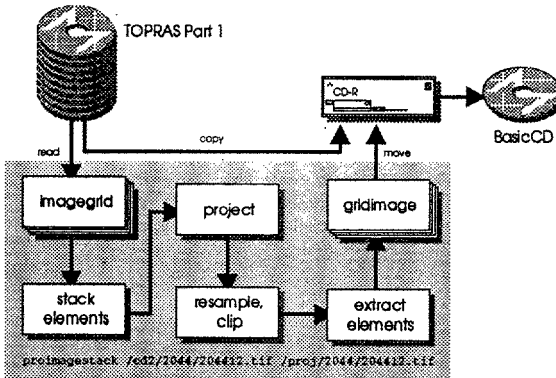 TOPRAS Part 1
CD-R
BasicCD
copy
read
move
imagegrid
project
gridimage
stack
elements
resample,
clip
extract
elements
proimagestack /cd2/2044/204412.tif /proj/2044/204412.tif